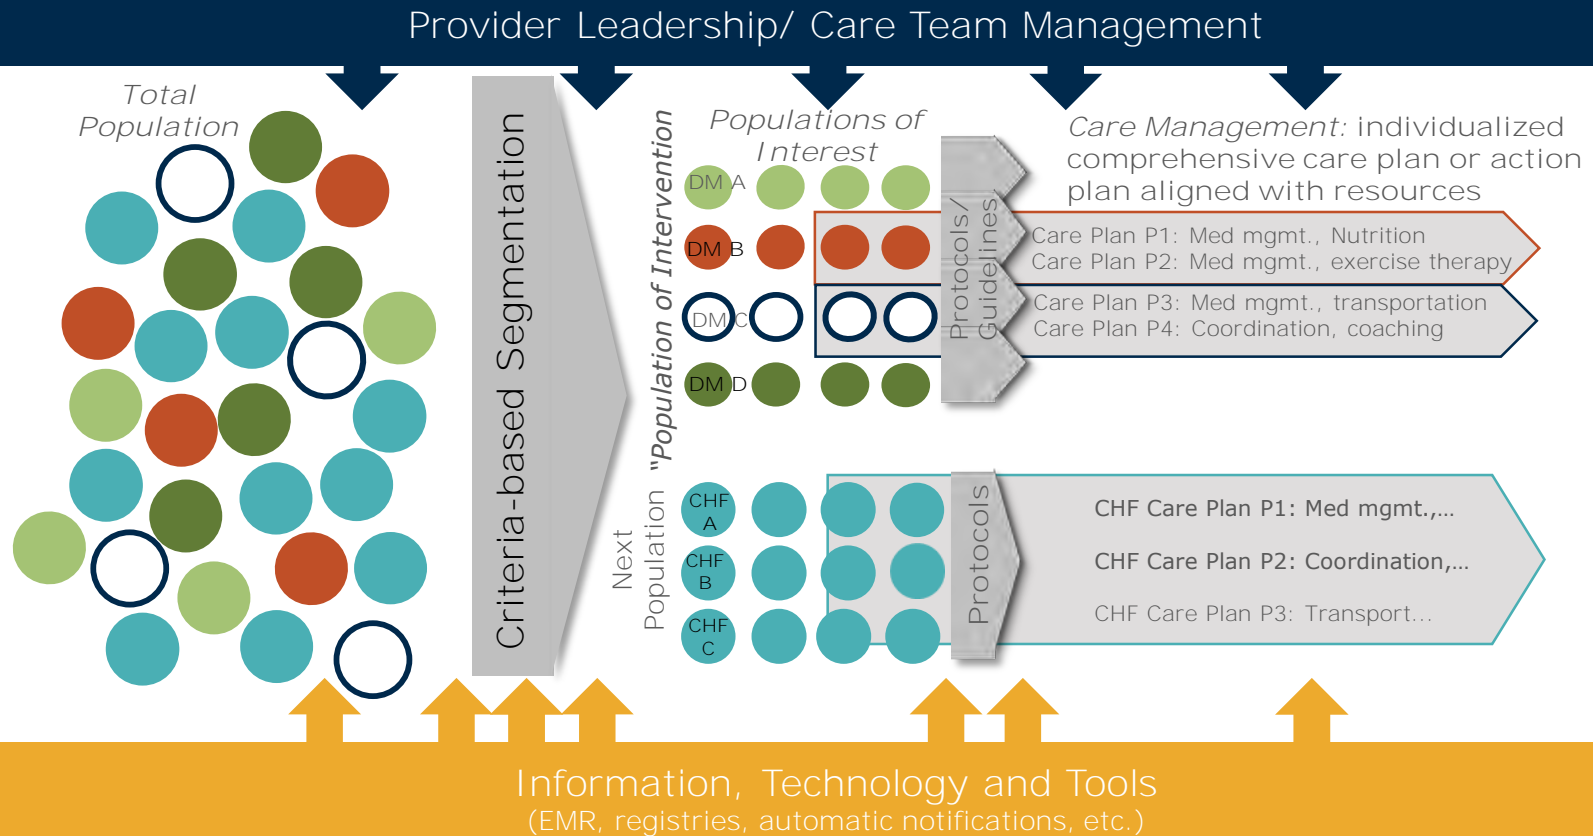 Provider Leadership/ Care Team Management
Total
Population
Criteria-based Segmentation
"Population of Intervention
Populations of
Interest
DM A
DM B
DM C
DM D
Protocols/
Guidelines
Care Management: individualized
comprehensive care plan or action
plan aligned with resources
Care Plan P1: Med mgmt., Nutrition
Care Plan P2: Med mgmt., exercise therapy
Care Plan P3: Med mgmt., transportation
Care Plan P4: Coordination, coaching
Next
Population
CHF
A
CHF
B
CHF
C
Protocols
CHF Care Plan P1: Med mgmt.,...
CHF Care Plan P2: Coordination,...
CHF Care Plan P3: Transport...
Information, Technology and Tools
(EMR, registries, automatic notifications, etc.)